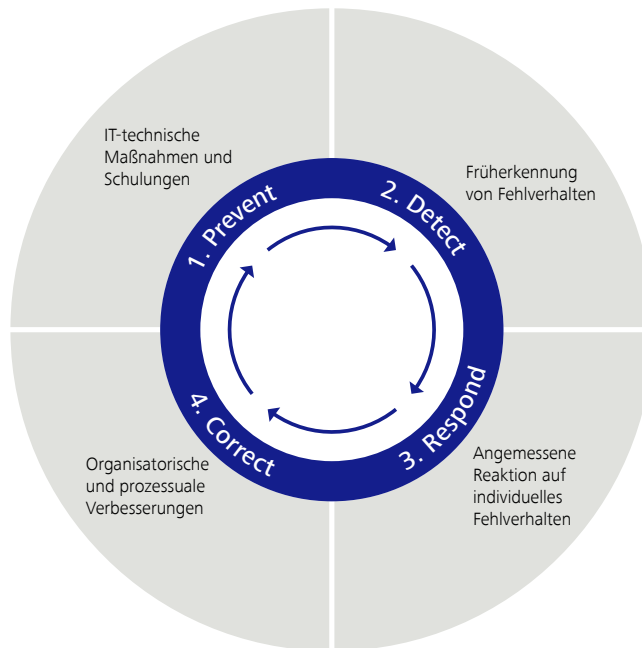 IT-technische
Maßnahmen und
Schulungen
1. Prevent
2. Detect
Früherkennung
von Fehlverhalten
3. Respond
Angemessene
Reaktion auf
individuelles
Fehlverhalten
4. Correct
Organisatorische
und prozessuale
Verbesserungen